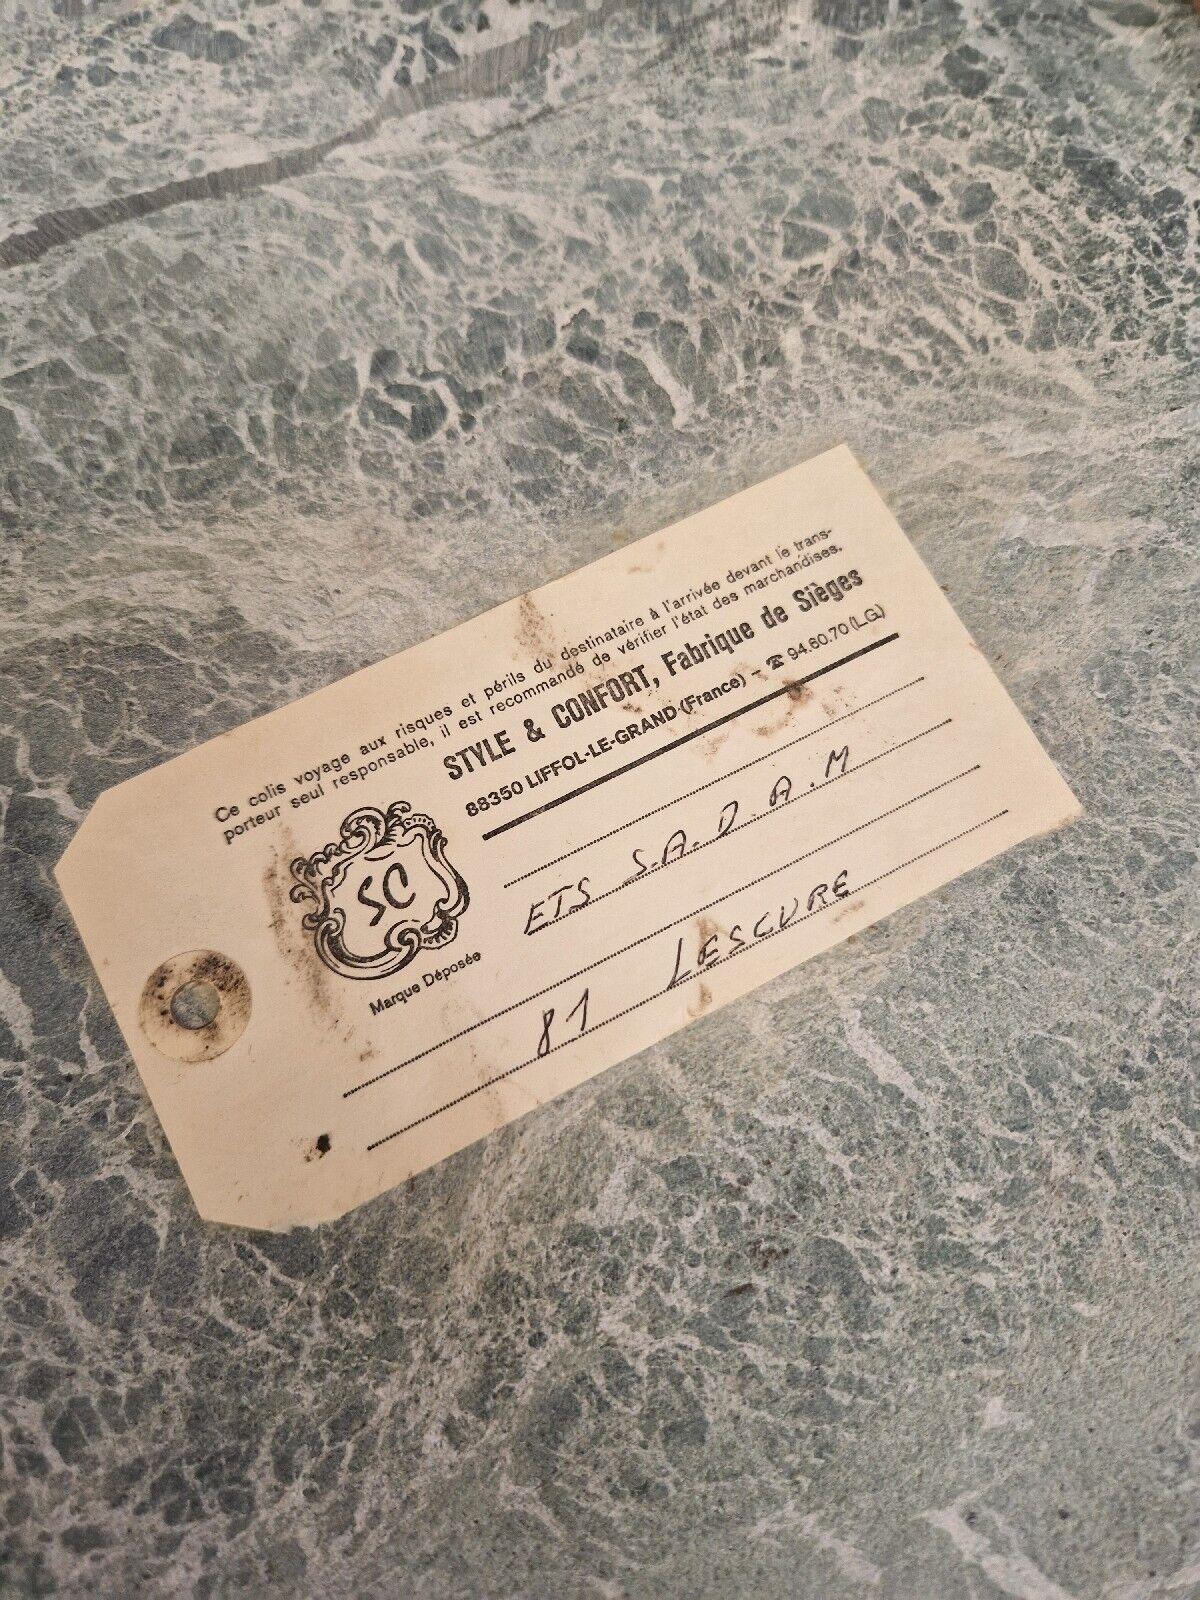 Ce colis voyage aux risques et périls du destinataire à l'arrivée devant le trans-
porteur seul responsable, il est recommandé de vérifier l'état des marchandises.
STYLE & CONFORT, Fabrique de Sièges
88350 LIFFOL-LE-GRAND (France) - ☎ 94.60.70 (L.G.)
SC
Marque Déposée
ETS S.A.D.A.M
81 LESCURE